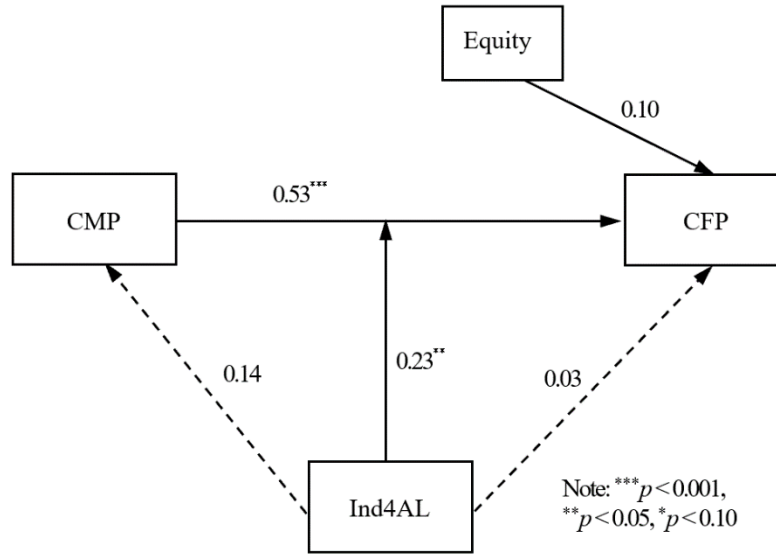 Equity
0.10
0.53***
CMP
CFP
0.14
0.23**
0.03
Ind4AL
Note: ***p<0.001,
**p<0.05, *p<0.10